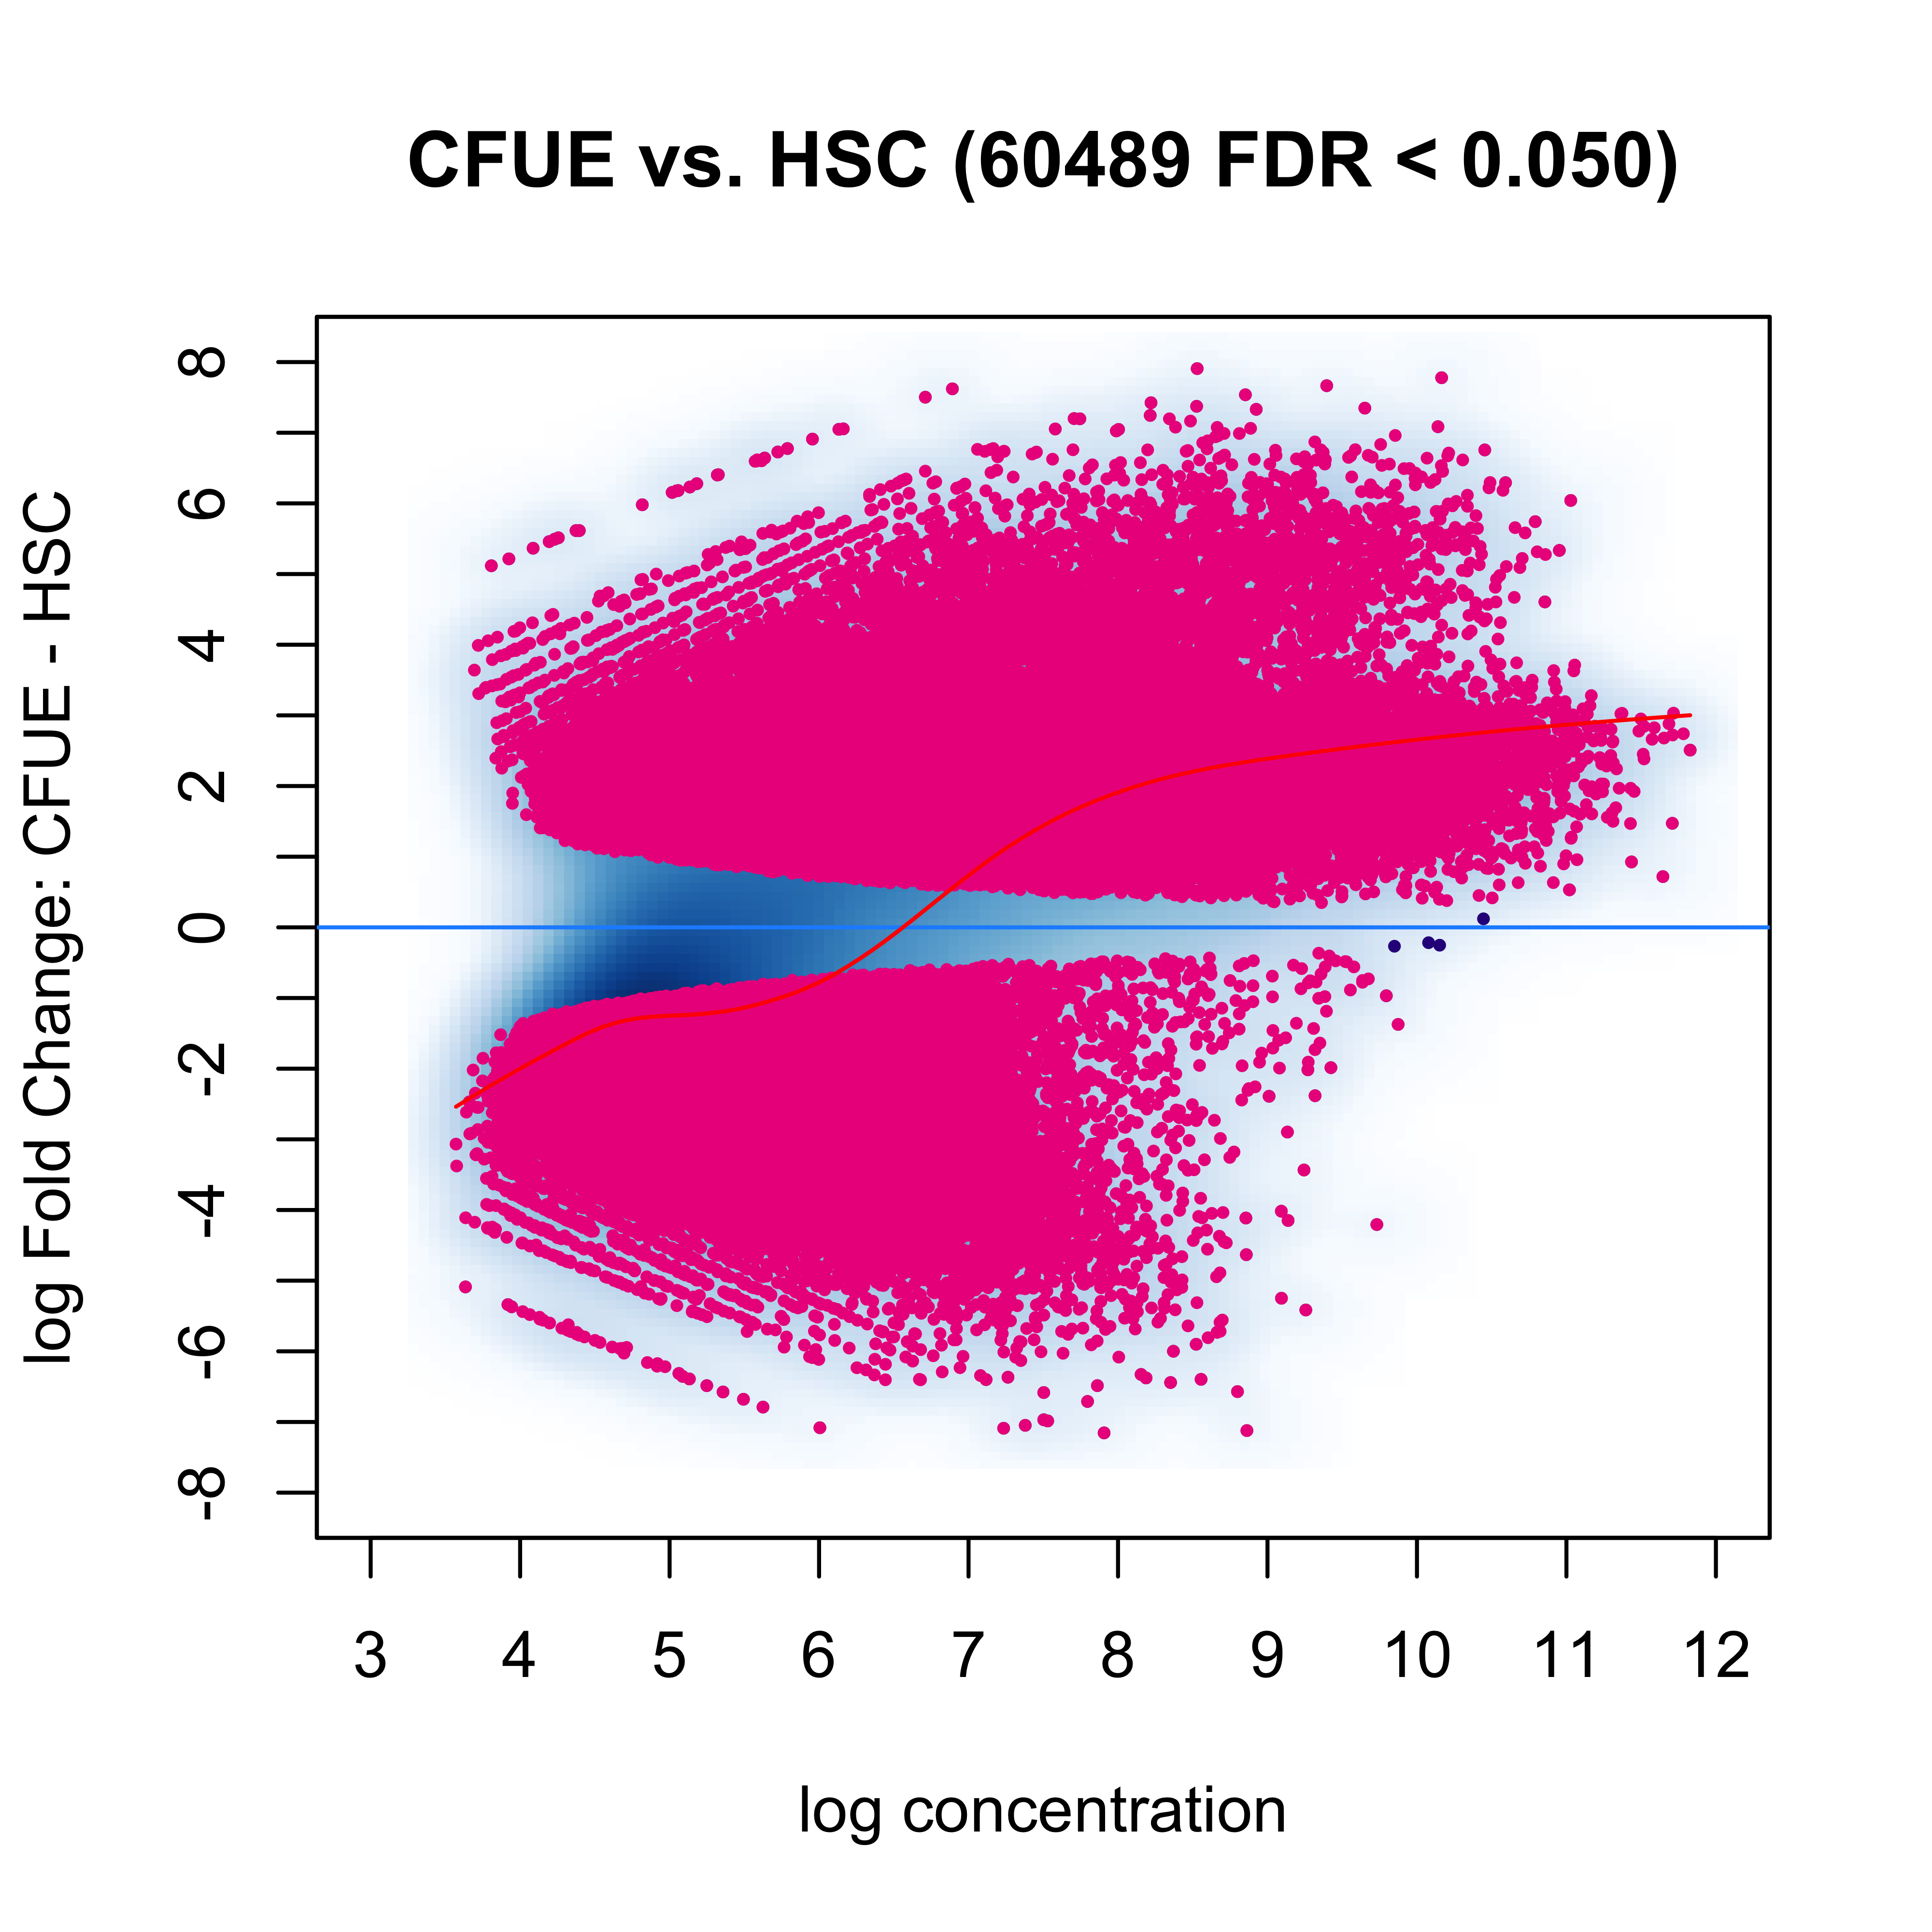 CFUE vs. HSC (60489 FDR < 0.050)
log Fold Change: CFUE - HSC
8
6
4
2
0
-2
-4
-6
-8
3 4 5 6 7 8 9 10 11 12
log concentration